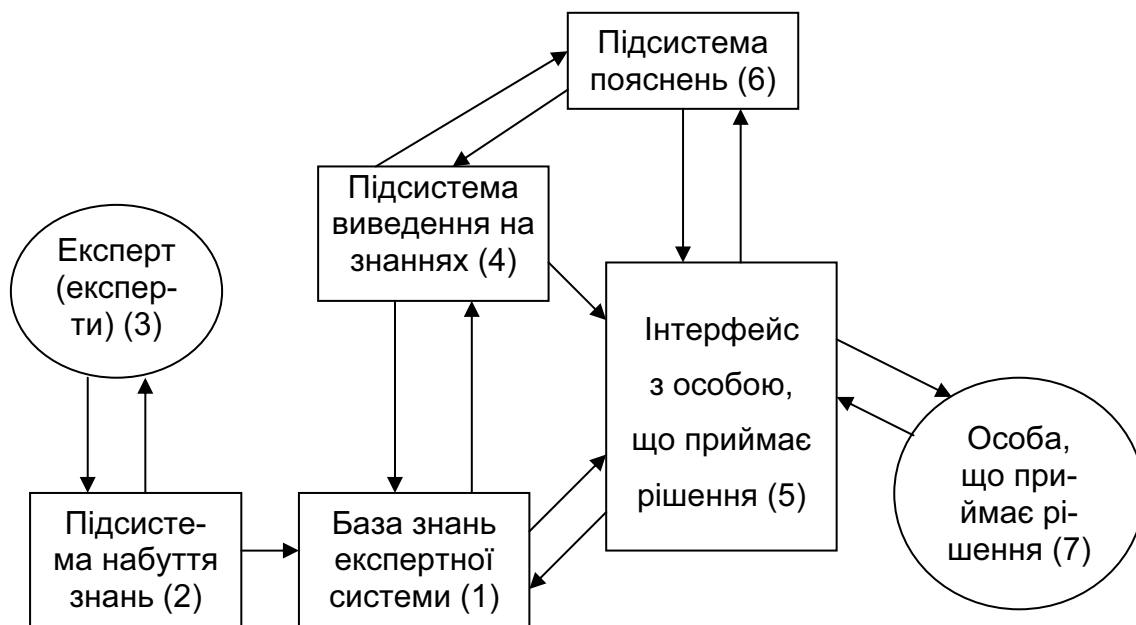 Підсистема
пояснень (6)
Підсистема
виведення на
знаннях (4)
Експерт
(експер-
ти) (3)
Інтерфейс
з особою,
що приймає
рішення (5)
Особа,
що при-
ймає рі-
шення (7)
Підсисте-
ма набуття
знань (2)
База знань
експертної
системи (1)